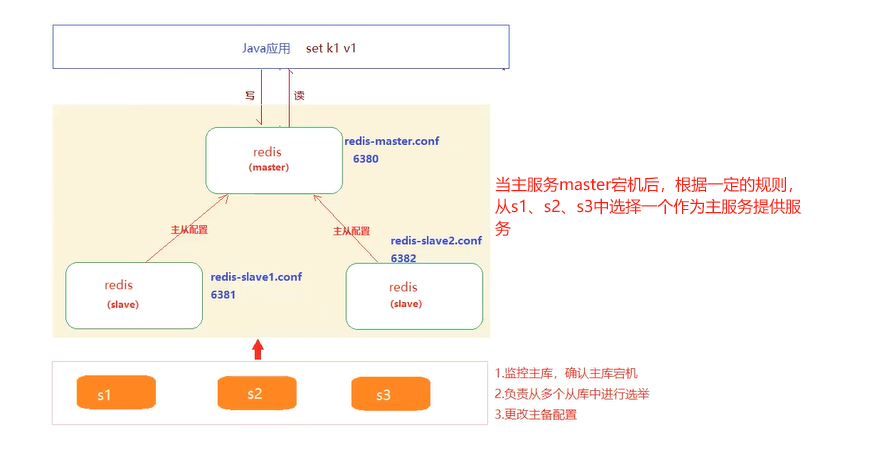 Java应用 set k1 v1
写
读
redis
(master)
redis-master.conf
6380
当主服务master宕机后，根据一定的规则，
从s1、s2、s3中选择一个作为主服务提供服
务
主从配置
主从配置
redis-slave2.conf
6382
redis-slave1.conf
6381
redis
(slave)
redis
(slave)
s1
s2
s3
1.监控主库，确认主库宕机
2.负责从多个从库中进行选举
3.更改主备配置